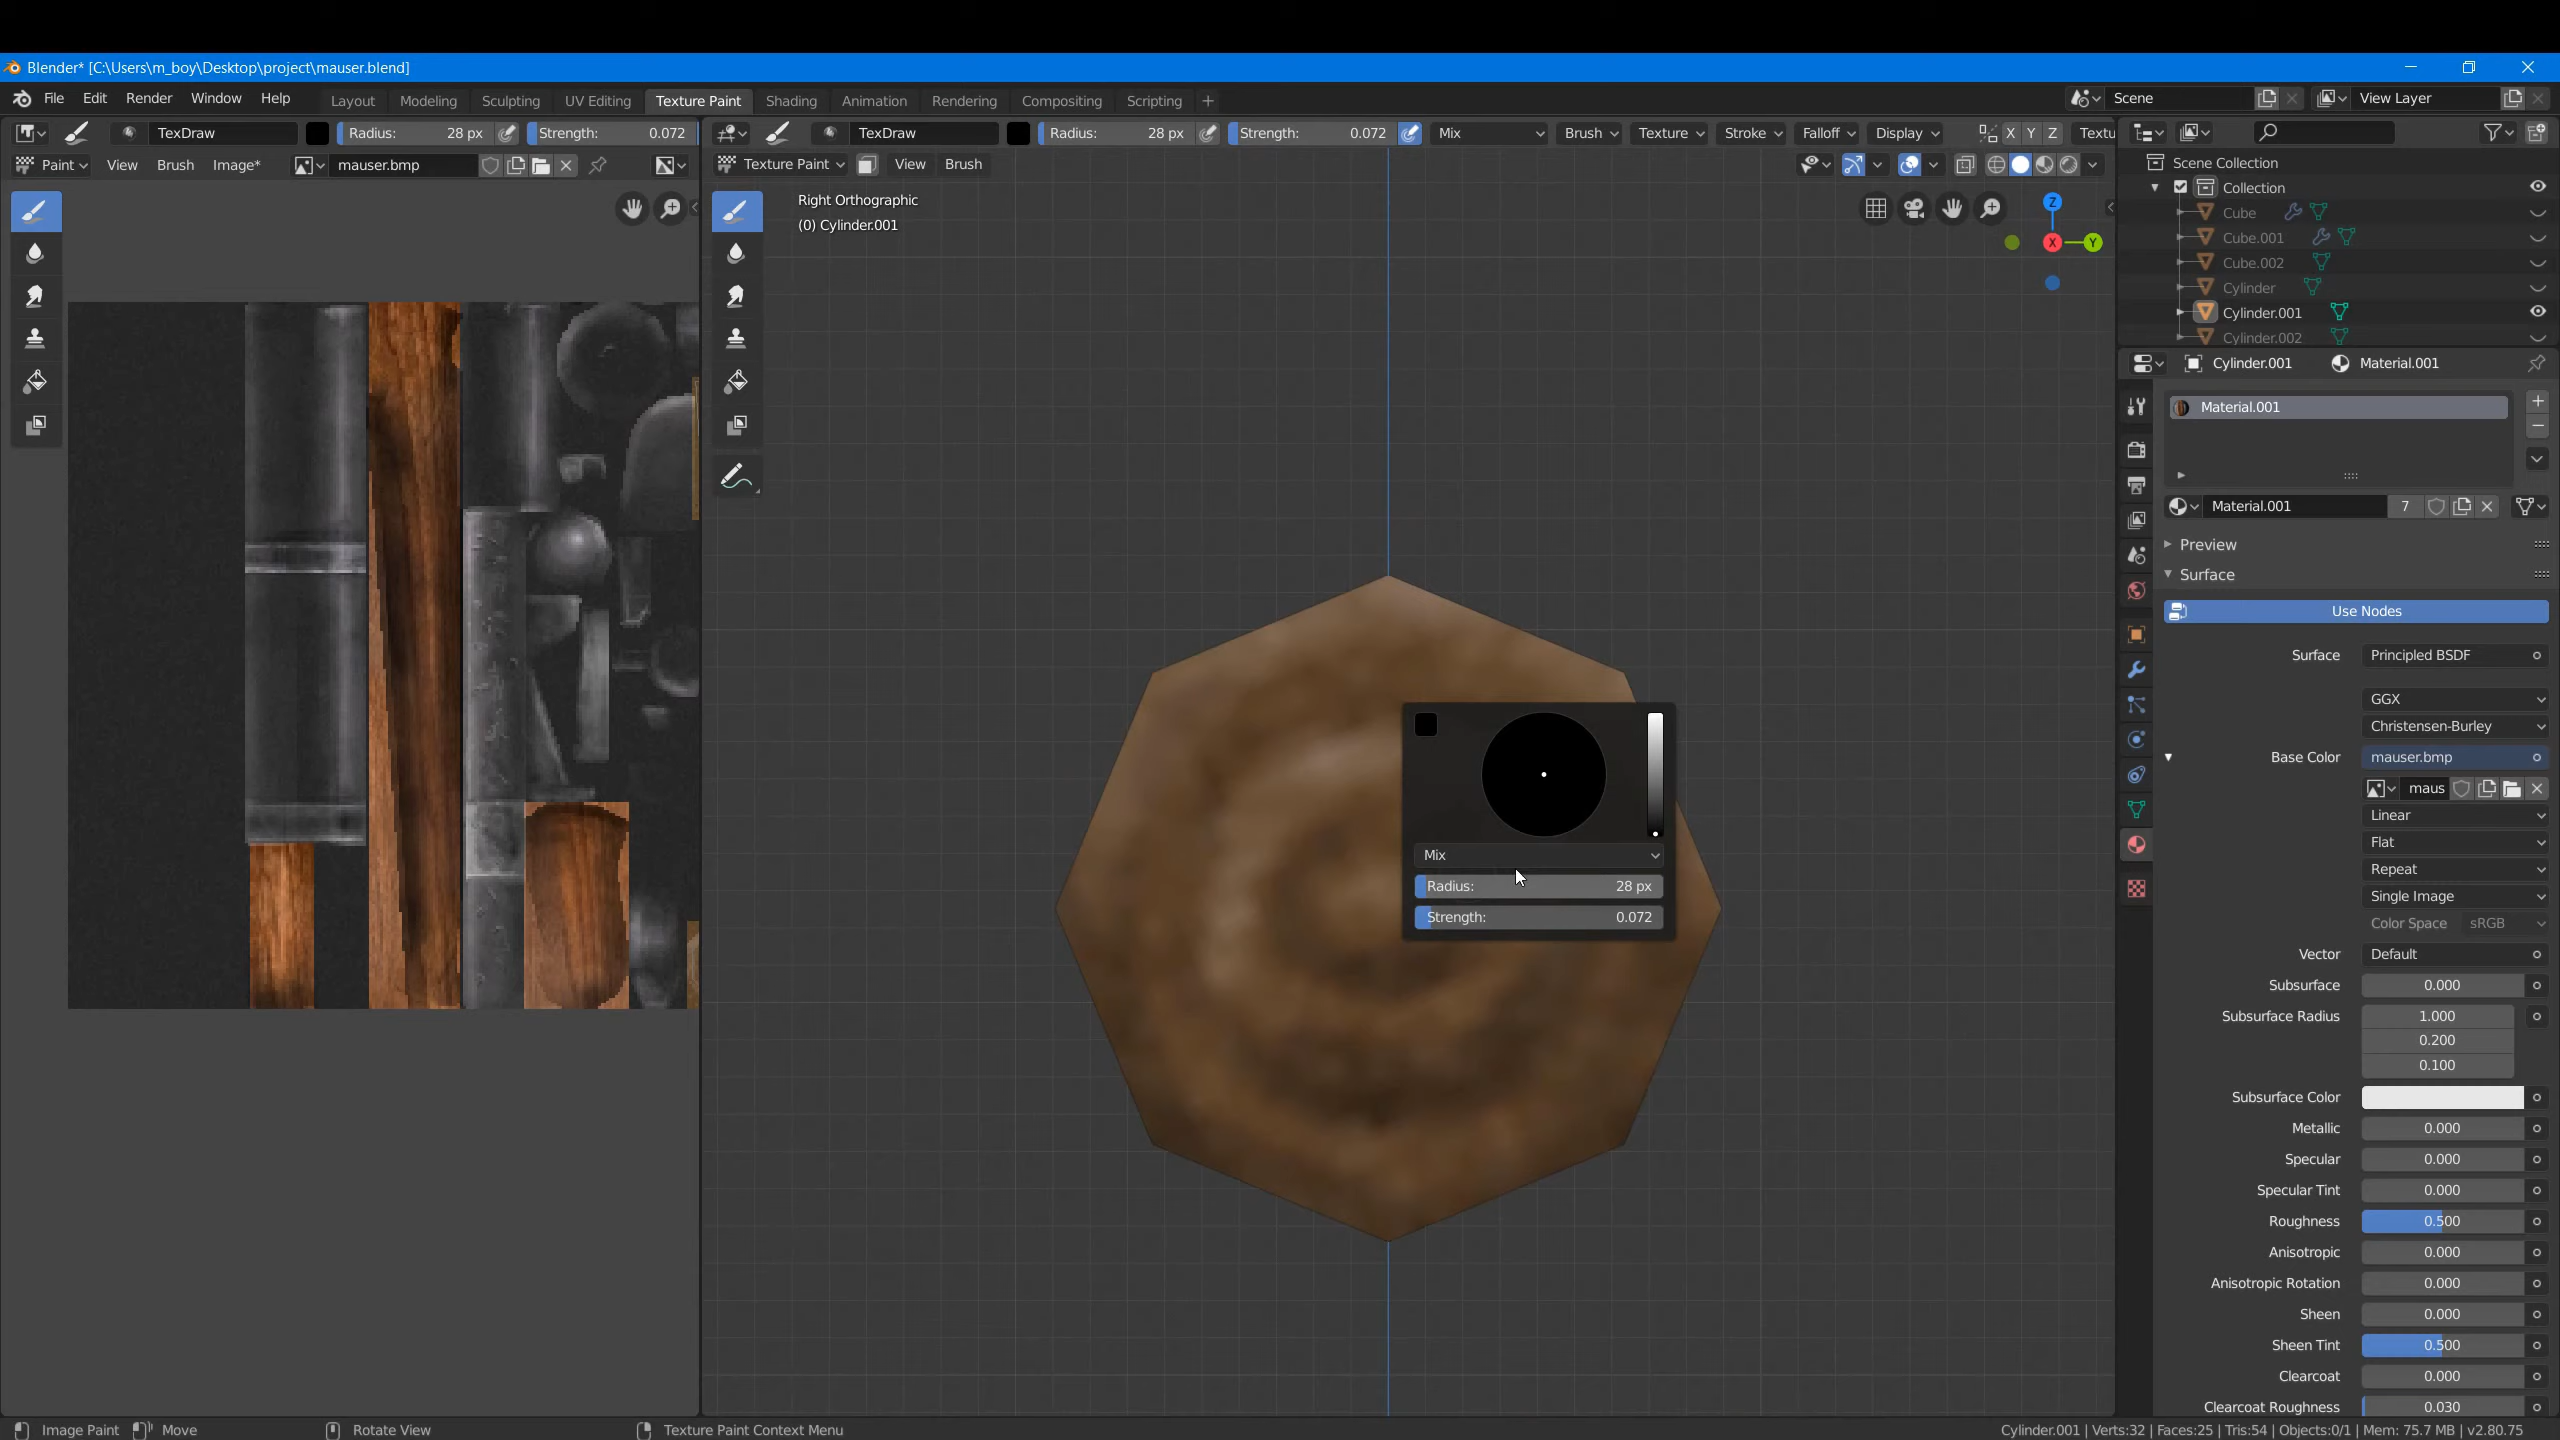 Blender* [C:\Users\m_boy\Desktop\project\mauser.blend]
File Edit Render Window Help Layout Modeling Sculpting UV Editing Texture Paint Shading Animation Rendering Compositing Scripting + Scene View Layer
TexDraw Radius: 28 px Strength: 0.072 TexDraw Radius: 28 px Strength: 0.072 Mix Brush Texture Stroke Falloff Display X Y Z Textu
Paint View Brush Image* mauser.bmp Texture Paint View Brush
Right Orthographic
(0) Cylinder.001
Z
X Y
Mix
Radius: 28 px
Strength: 0.072
Scene Collection
Collection
Cube
Cube.001
Cube.002
Cylinder
Cylinder.001
Cylinder.002
Cylinder.001 Material.001
Material.001
Material.001 7
Preview
Surface
Use Nodes
Surface Principled BSDF
GGX
Christensen-Burley
Base Color mauser.bmp
maus
Linear
Flat
Repeat
Single Image
Color Space sRGB
Vector Default
Subsurface 0.000
Subsurface Radius 1.000
0.200
0.100
Subsurface Color
Metallic 0.000
Specular 0.000
Specular Tint 0.000
Roughness 0.500
Anisotropic 0.000
Anisotropic Rotation 0.000
Sheen 0.000
Sheen Tint 0.500
Clearcoat 0.000
Clearcoat Roughness 0.030
Image Paint Move Rotate View Texture Paint Context Menu Cylinder.001 | Verts:32 | Faces:25 | Tris:54 | Objects:0/1 | Mem: 75.7 MB | v2.80.75